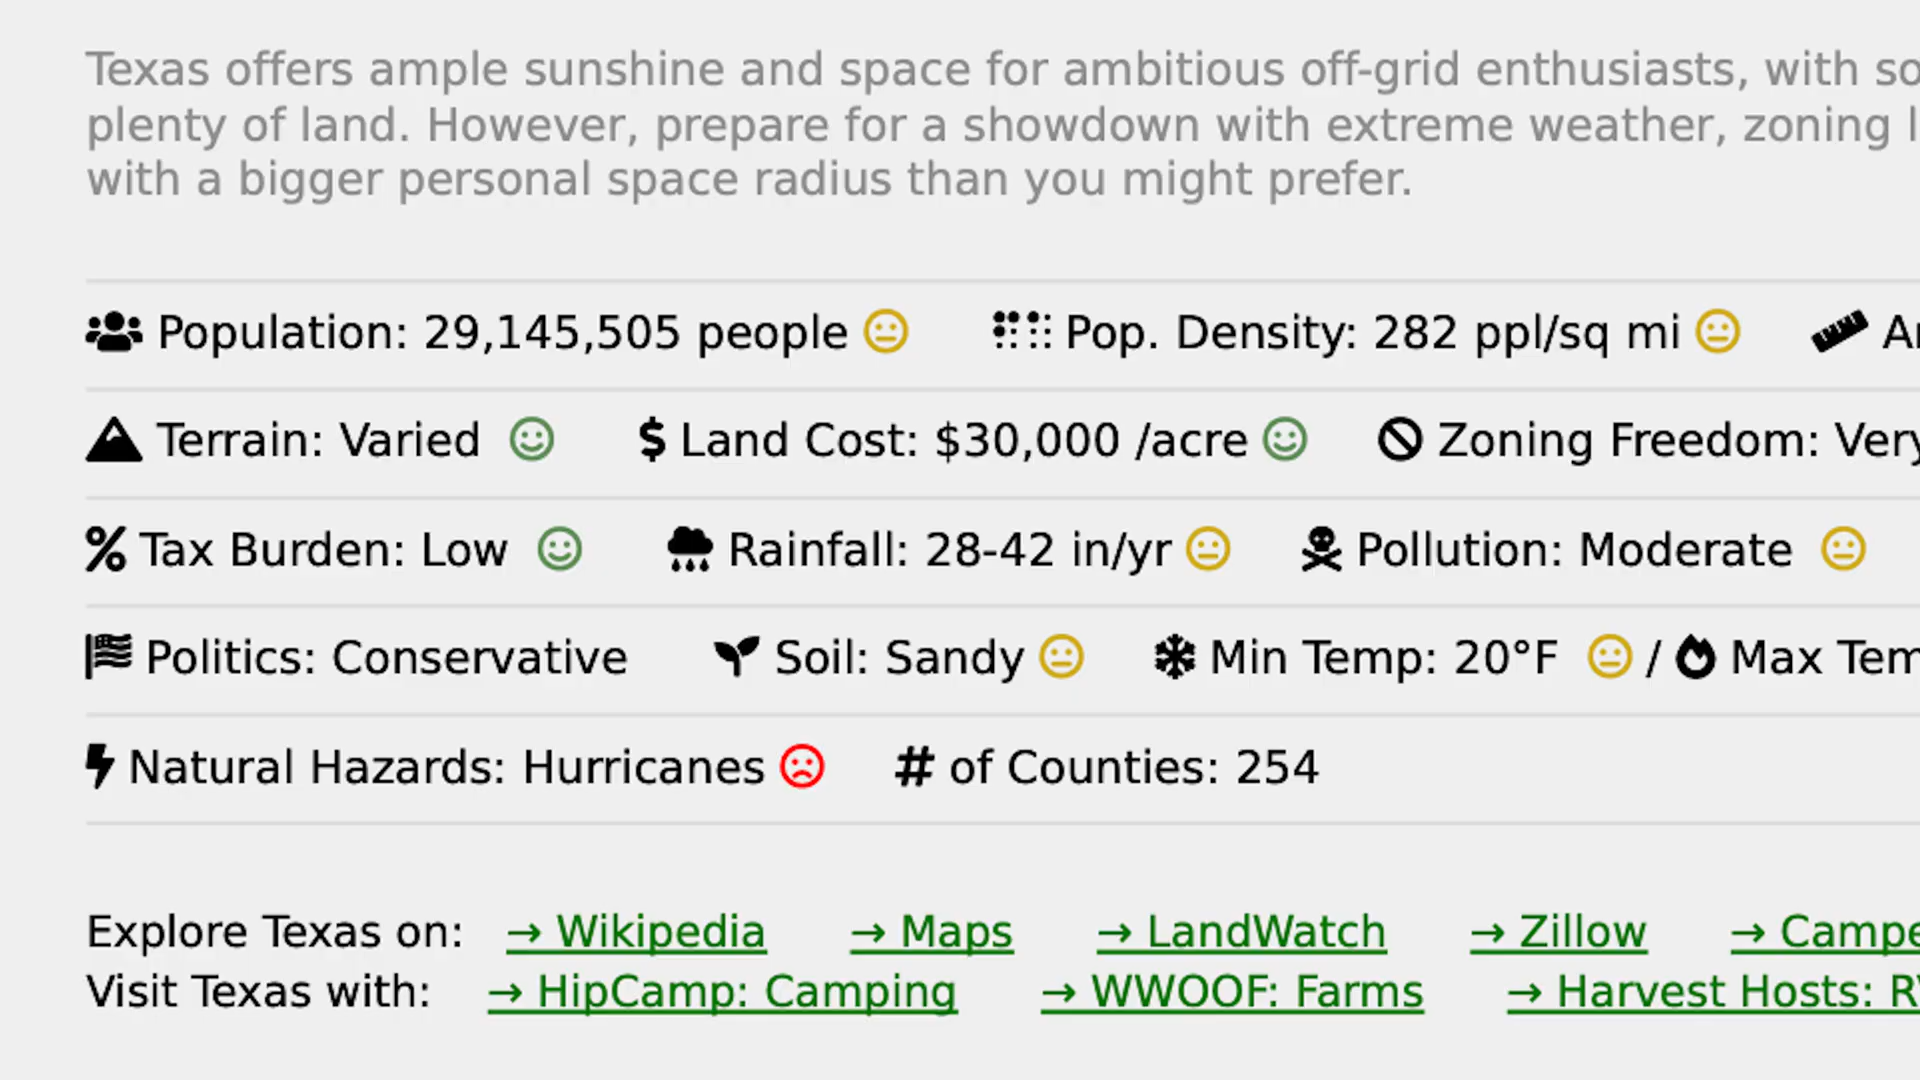 Texas offers ample sunshine and space for ambitious off-grid enthusiasts, with
plenty of land. However, prepare for a showdown with extreme weather, zoning
with a bigger personal space radius than you might prefer.
Population: 29,145,505 people Pop. Density: 282 ppl/sq mi
Terrain: Varied $ Land Cost: $30,000 /acre Zoning Freedom: Very
% Tax Burden: Low Rainfall: 28-42 in/yr Pollution: Moderate
Politics: Conservative Soil: Sandy Min Temp: 20°F / Max
Natural Hazards: Hurricanes # of Counties: 254
Explore Texas on: → Wikipedia → Maps → LandWatch → Zillow →
Visit Texas with: → HipCamp: Camping → WWOOF: Farms → Harvest Hosts: